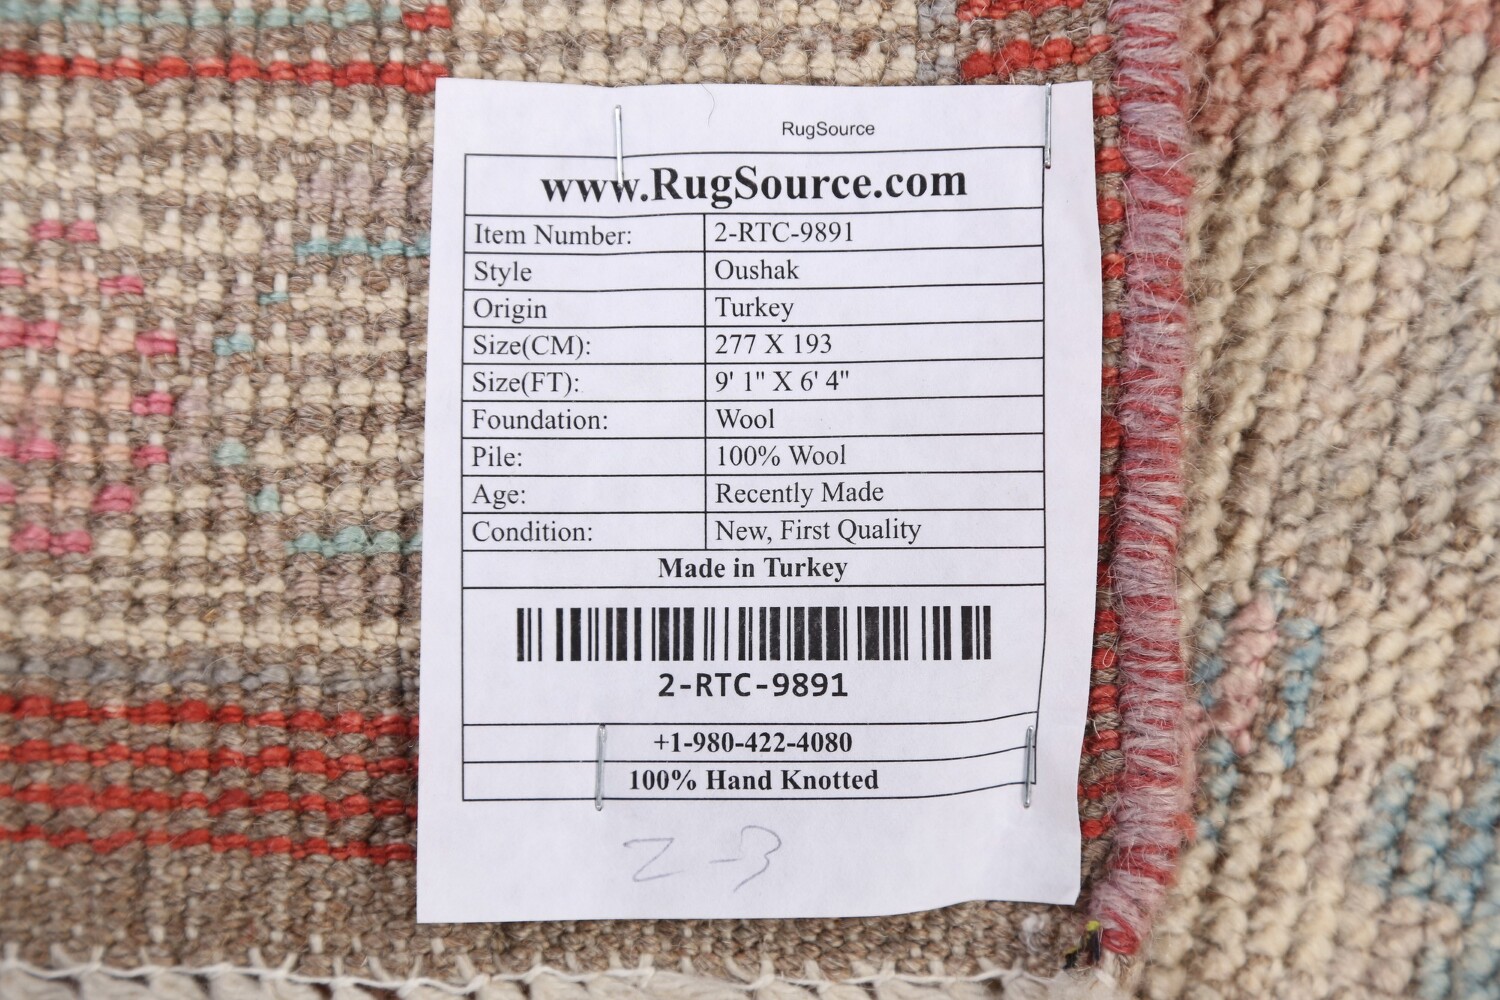 RugSource
www.RugSource.com
Item Number: 2-RTC-9891
Style Oushak
Origin Turkey
Size(CM): 277 X 193
Size(FT): 9' 1" X 6' 4"
Foundation: Wool
Pile: 100% Wool
Age: Recently Made
Condition: New, First Quality
Made in Turkey
2-RTC-9891
+1-980-422-4080
100% Hand Knotted
2-3